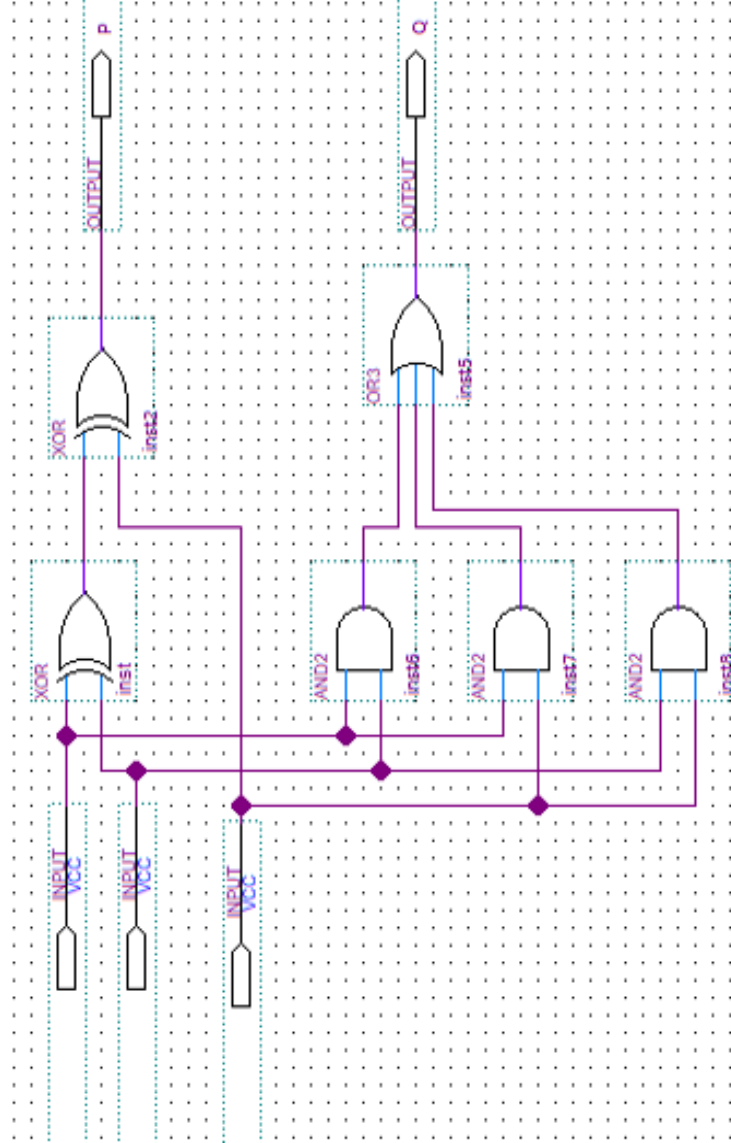 P
Q
OUTPUT
OUTPUT
OR3
inst5
XOR
inst2
XOR
inst
AND2
inst6
AND2
inst7
AND2
inst8
INPUT
VCC
INPUT
VCC
INPUT
VCC